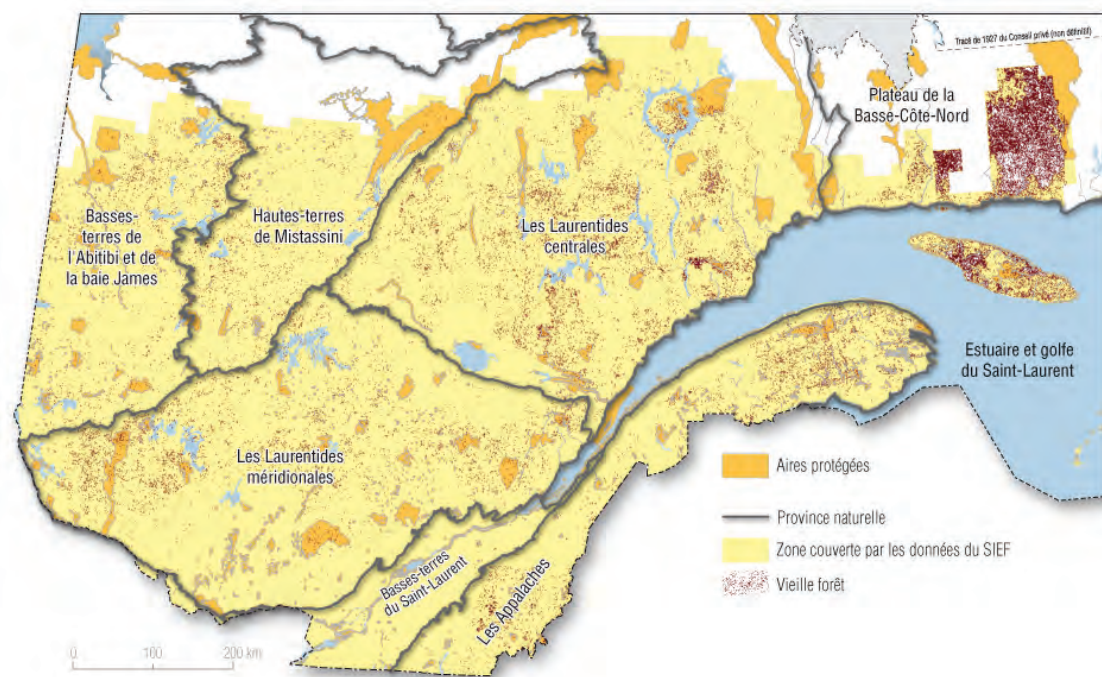 Tracé de 1927 du Conseil privé (non définitif)
Plateau de la
Basse-Côte-Nord
Basses-
terres de
l'Abitibi et de
la baie James
Hautes-terres
de Mistassini
Les Laurentides
centrales
Estuaire et golfe
du Saint-Laurent
Les Laurentides
méridionales
Basses-terres
du Saint-Laurent
Les Appalaches
Aires protégées
Province naturelle
Zone couverte par les données du SIEF
Vieille forêt
0 100 200 km